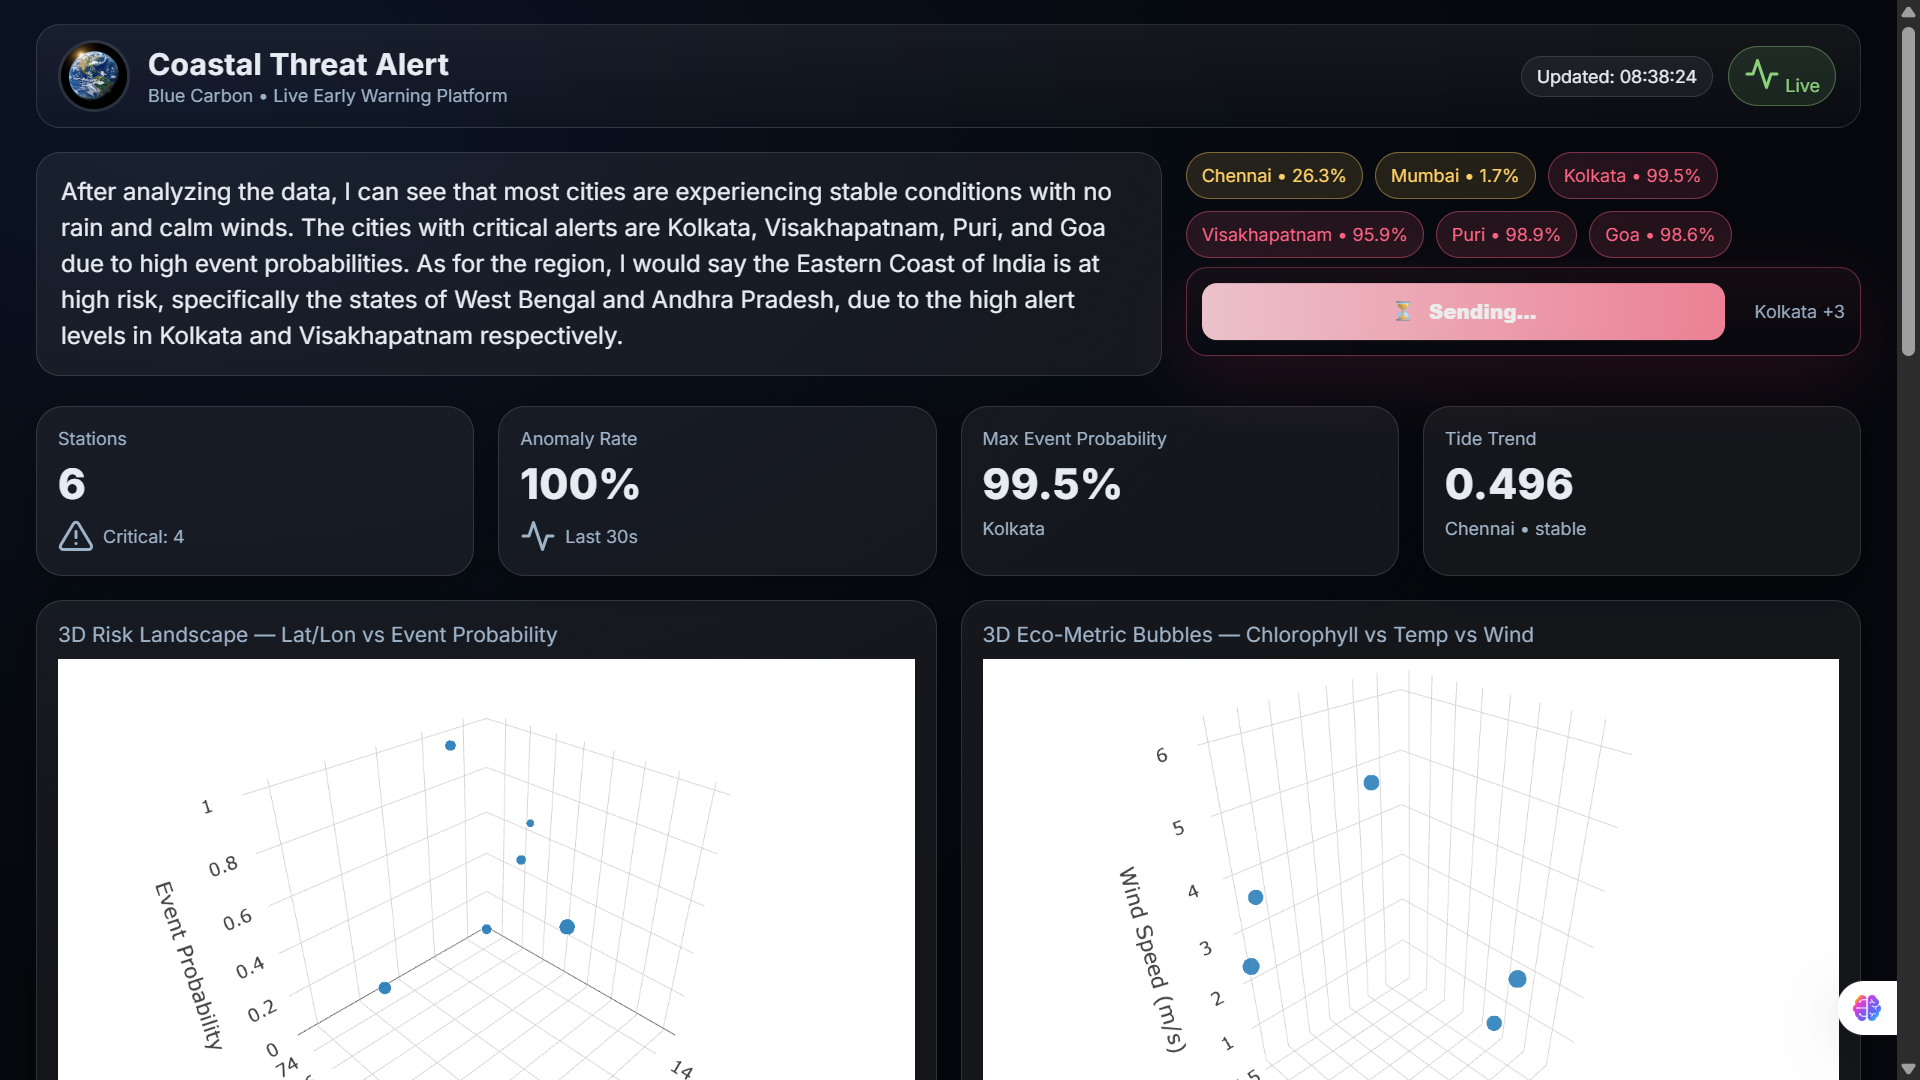 Coastal Threat Alert
Blue Carbon • Live Early Warning Platform
Updated: 08:38:24
Live
After analyzing the data, I can see that most cities are experiencing stable conditions with no
rain and calm winds. The cities with critical alerts are Kolkata, Visakhapatnam, Puri, and Goa
due to high event probabilities. As for the region, I would say the Eastern Coast of India is at
high risk, specifically the states of West Bengal and Andhra Pradesh, due to the high alert
levels in Kolkata and Visakhapatnam respectively.
Chennai • 26.3%
Mumbai • 1.7%
Kolkata • 99.5%
Visakhapatnam • 95.9%
Puri • 98.9%
Goa • 98.6%
⏳ Sending...
Kolkata +3
Stations
6
Critical: 4
Anomaly Rate
100%
Last 30s
Max Event Probability
99.5%
Kolkata
Tide Trend
0.496
Chennai • stable
3D Risk Landscape — Lat/Lon vs Event Probability
1
0.8
0.6
0.4
0.2
0
Event Probability
74
14
3D Eco-Metric Bubbles — Chlorophyll vs Temp vs Wind
6
5
4
3
2
1
Wind Speed (m/s)